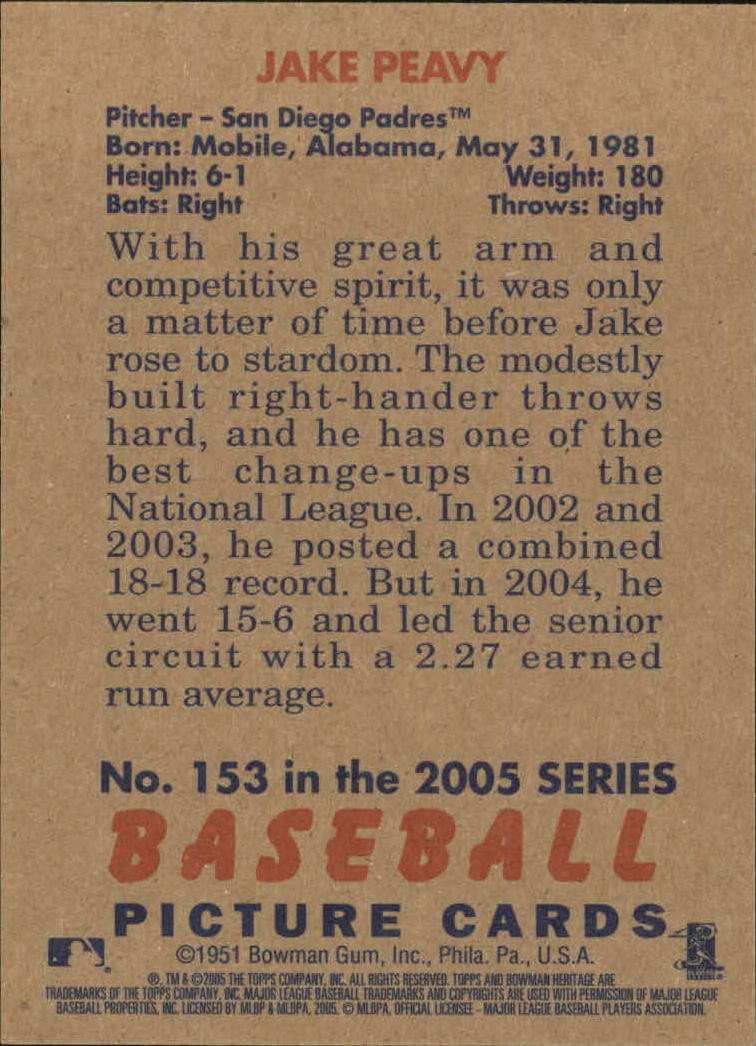 JAKE PEAVY
Pitcher – San Diego Padres™
Born: Mobile, Alabama, May 31, 1981
Height: 6-1 Weight: 180
Bats: Right Throws: Right
With his great arm and
competitive spirit, it was only
a matter of time before Jake
rose to stardom. The modestly
built right-hander throws
hard, and he has one of the
best change-ups in the
National League. In 2002 and
2003, he posted a combined
18-18 record. But in 2004, he
went 15-6 and led the senior
circuit with a 2.27 earned
run average.
No. 153 in the 2005 SERIES
BASEBALL
PICTURE CARDS
©1951 Bowman Gum, Inc., Phila. Pa., U.S.A.
®, TM & ©2005 THE TOPPS COMPANY, INC. ALL RIGHTS RESERVED. TOPPS AND BOWMAN HERITAGE ARE
TRADEMARKS OF THE TOPPS COMPANY, INC. MAJOR LEAGUE BASEBALL TRADEMARKS AND COPYRIGHTS ARE USED WITH PERMISSION OF MAJOR LEAGUE
BASEBALL PROPERTIES, INC. LICENSED BY MLBP & MLBPA, 2005. © MLBPA, OFFICIAL LICENSEE – MAJOR LEAGUE BASEBALL PLAYERS ASSOCIATION.